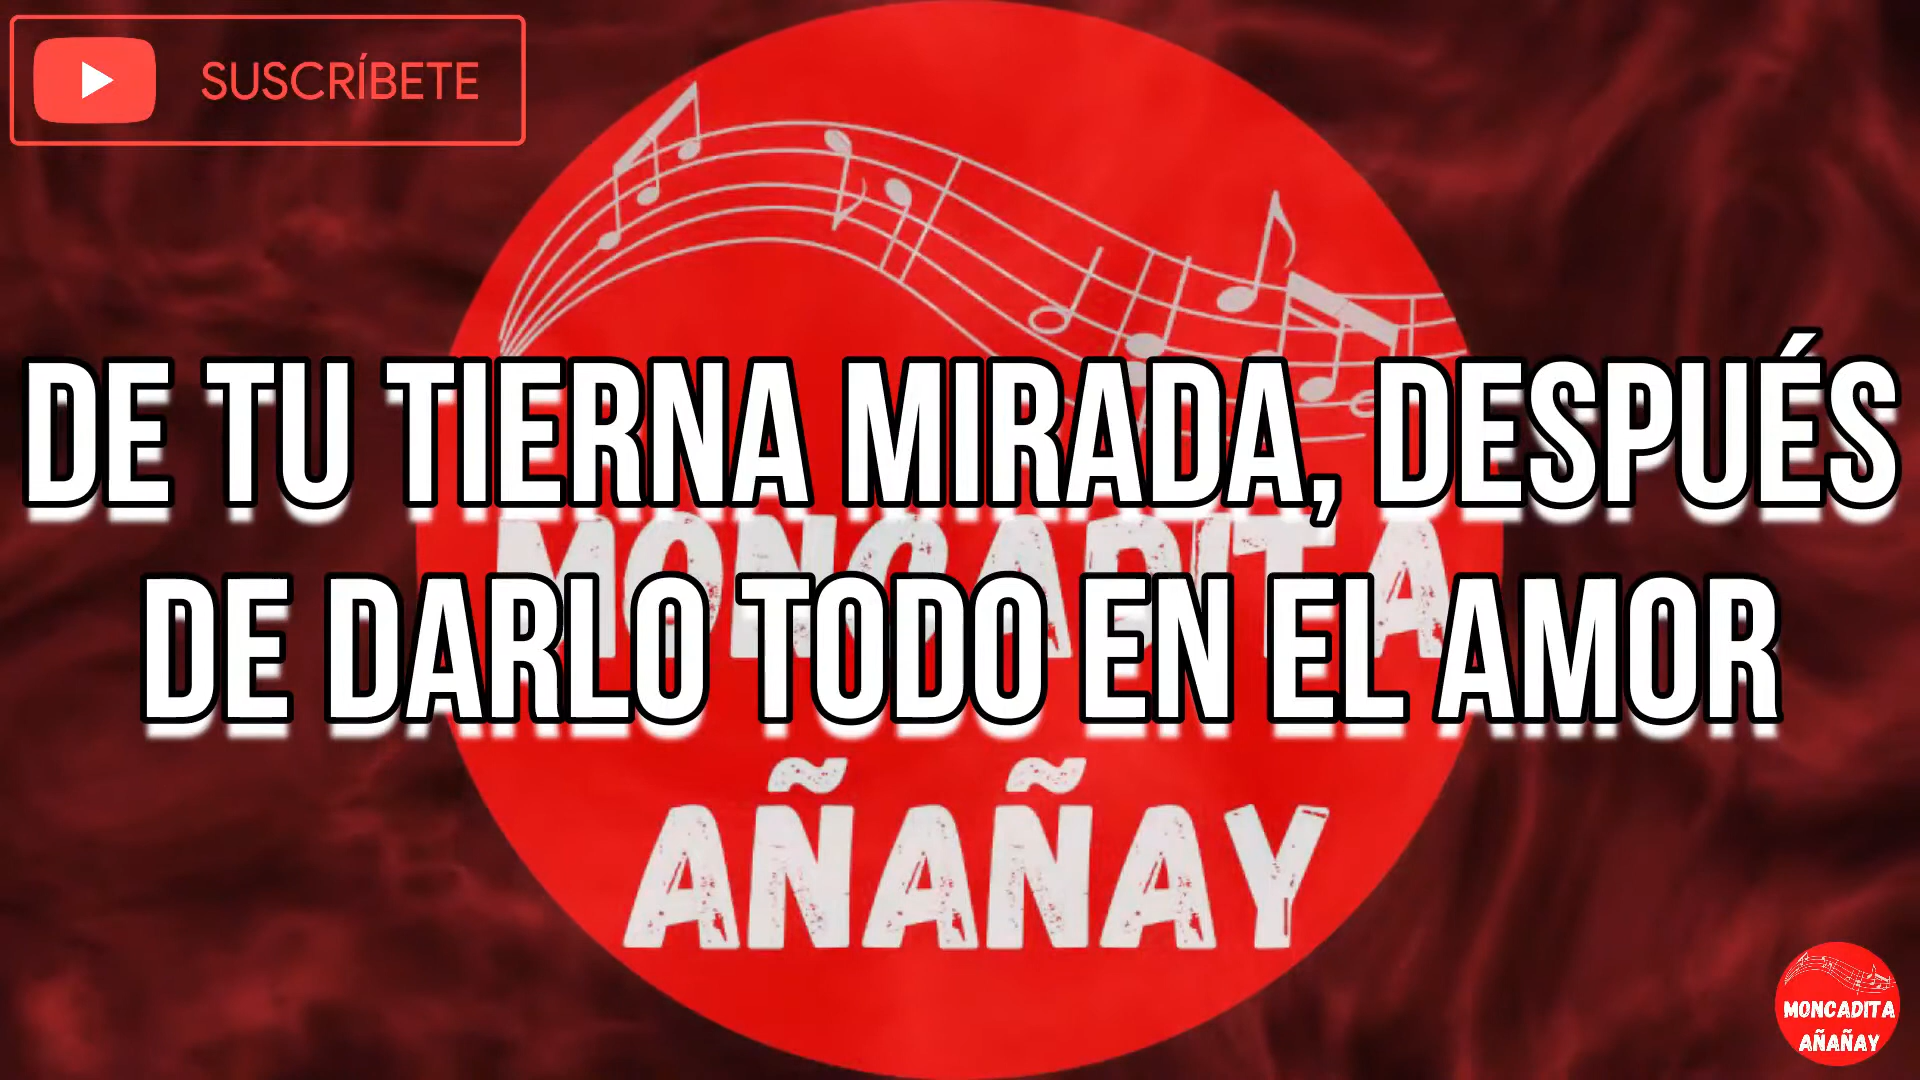 SUSCRÍBETE
DE TU TIERNA MIRADA, DESPUÉS
MONCADITA
DE DARLO TODO EN EL AMOR
AÑAÑAY
MONCADITA
AÑAÑAY